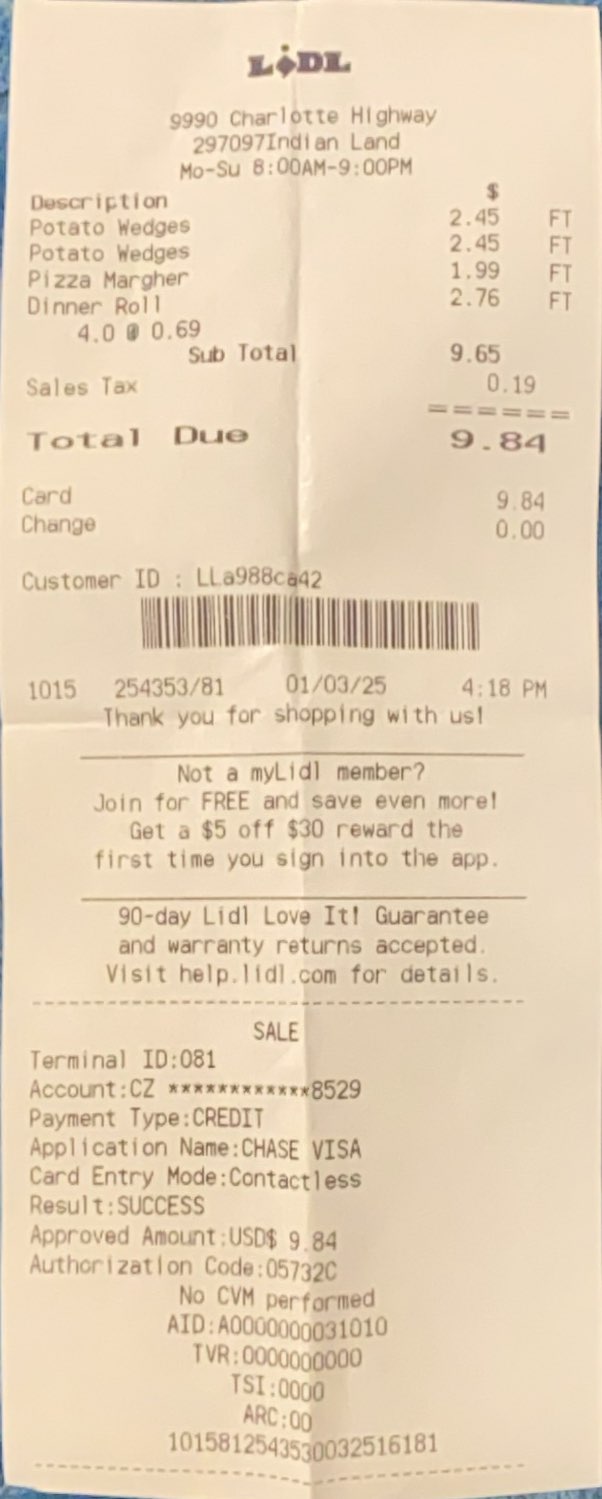 LiDL
9990 Charlotte Highway
297097Indian Land
Mo-Su 8:00AM-9:00PM
Description $
Potato Wedges 2.45 FT
Potato Wedges 2.45 FT
Pizza Margher 1.99 FT
Dinner Roll 2.76 FT
4.0 @ 0.69
Sub Total 9.65
Sales Tax 0.19
======
Total Due 9.84
Card 9.84
Change 0.00
Customer ID : LLa988ca42
1015 254353/81 01/03/25 4:18 PM
Thank you for shopping with us!
Not a myLidl member?
Join for FREE and save even more!
Get a $5 off $30 reward the
first time you sign into the app.
90-day Lidl Love It! Guarantee
and warranty returns accepted.
Visit help.lidl.com for details.
SALE
Terminal ID:081
Account:CZ ************8529
Payment Type:CREDIT
Application Name:CHASE VISA
Card Entry Mode:Contactless
Result:SUCCESS
Approved Amount:USD$ 9.84
Authorization Code:05732C
No CVM performed
AID:A0000000031010
TVR:0000000000
TSI:0000
ARC:00
1015812543530032516181